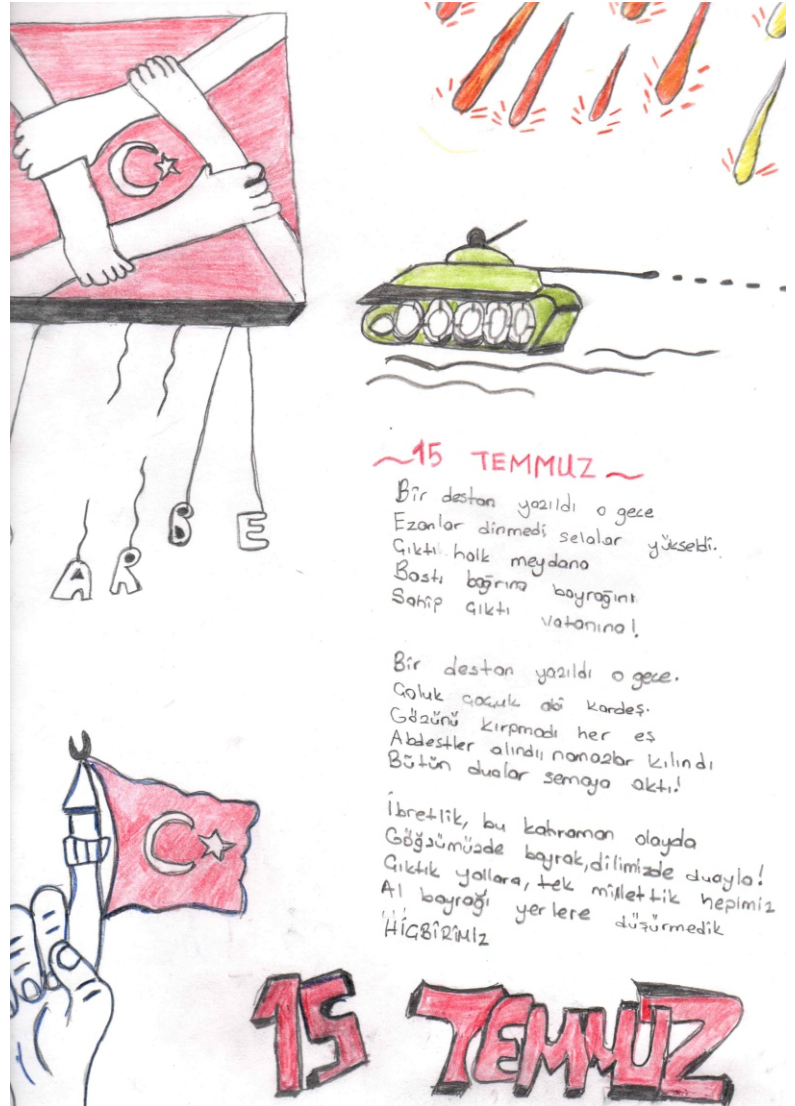 ARBE
~15 TEMMUZ~
Bir destan yazıldı o gece
Ezanlar dinmedi selalar yükseldi.
Çıktı halk meydana
Bastı bağrına bayrağını
Sahip çıktı vatanına!
Bir destan yazıldı o gece.
Çoluk çocuk abi kardeş.
Gözünü kırpmadı her eş
Abdestler alındı, namazlar kılındı
Bütün dualar semaya aktı!
İbretlik, bu kahraman olayda
Göğsümüzde bayrak, dilimizde duayla!
Çıktık yollara, tek millettik hepimiz
Al bayrağı yerlere düşürmedik
HİÇBİRİMİZ
15 TEMMUZ